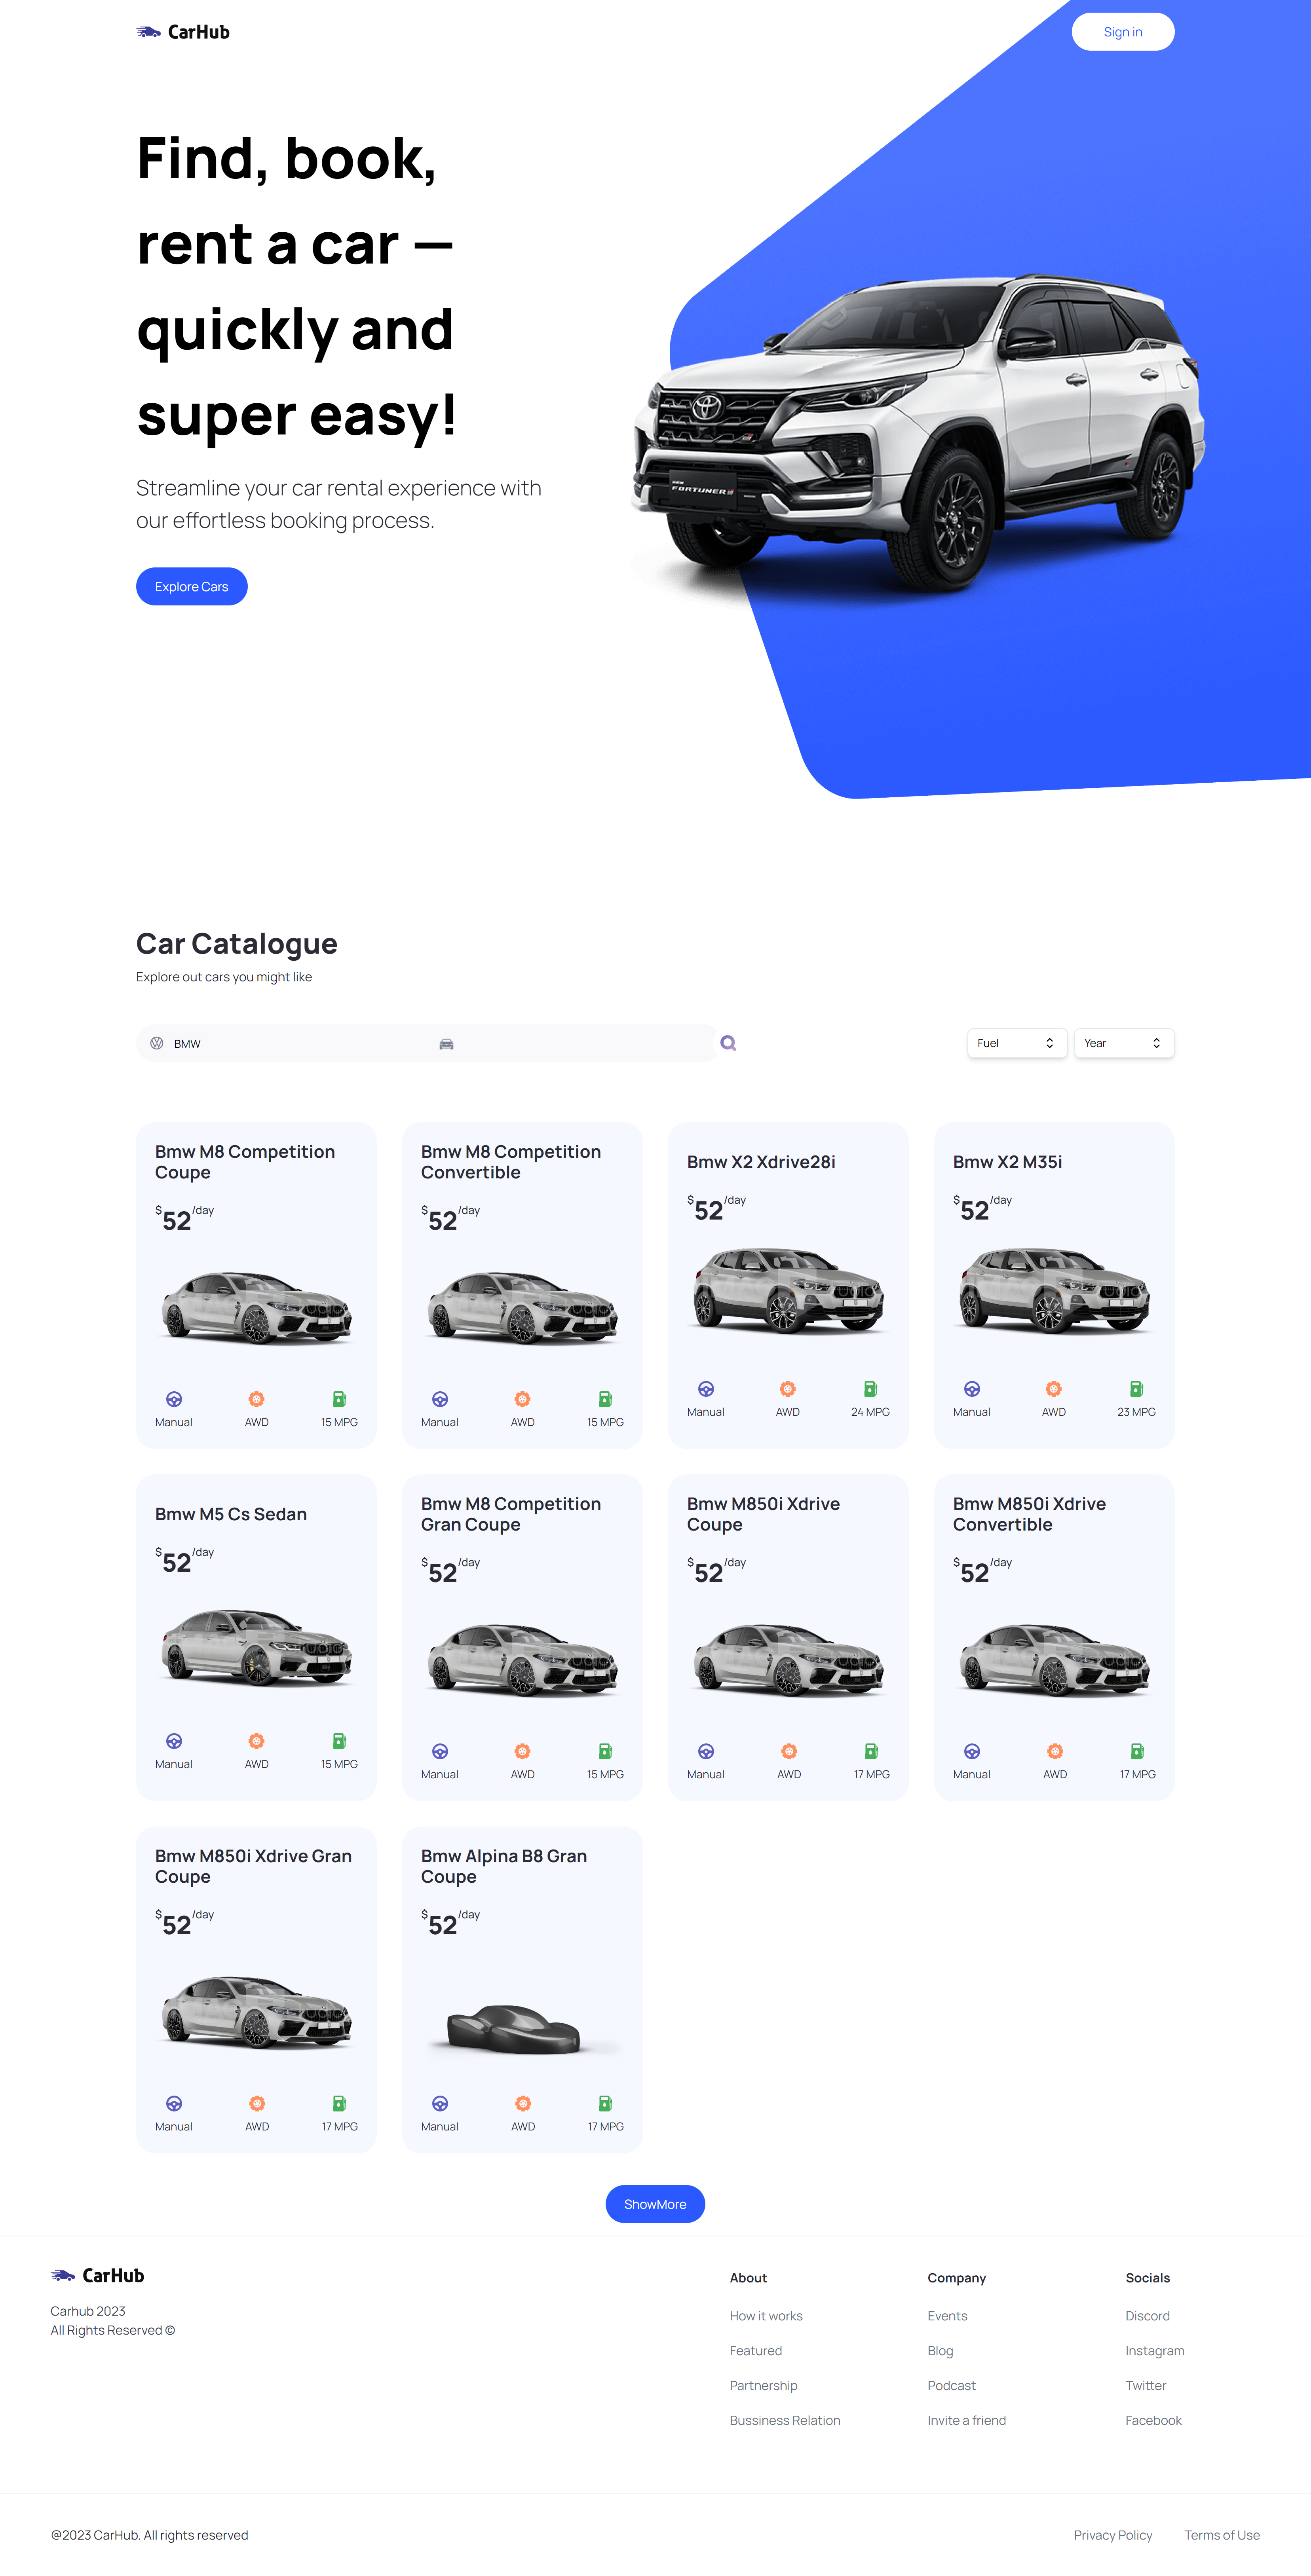 CarHub
Sign in
Find, book,
rent a car —
quickly and
super easy!
Streamline your car rental experience with
our effortless booking process.
NEW
FORTUNER
Explore Cars
Car Catalogue
Explore out cars you might like
BMW
Fuel
Year
Bmw M8 Competition
Coupe
$52/day
Manual
AWD
15 MPG
Bmw M8 Competition
Convertible
$52/day
Manual
AWD
15 MPG
Bmw X2 Xdrive28i
$52/day
Manual
AWD
24 MPG
Bmw X2 M35i
$52/day
Manual
AWD
23 MPG
Bmw M5 Cs Sedan
$52/day
Manual
AWD
15 MPG
Bmw M8 Competition
Gran Coupe
$52/day
Manual
AWD
15 MPG
Bmw M850i Xdrive
Coupe
$52/day
Manual
AWD
17 MPG
Bmw M850i Xdrive
Convertible
$52/day
Manual
AWD
17 MPG
Bmw M850i Xdrive Gran
Coupe
$52/day
Manual
AWD
17 MPG
Bmw Alpina B8 Gran
Coupe
$52/day
Manual
AWD
17 MPG
ShowMore
CarHub
Carhub 2023
All Rights Reserved ©
About
How it works
Featured
Partnership
Bussiness Relation
Company
Events
Blog
Podcast
Invite a friend
Socials
Discord
Instagram
Twitter
Facebook
@2023 CarHub. All rights reserved
Privacy Policy
Terms of Use